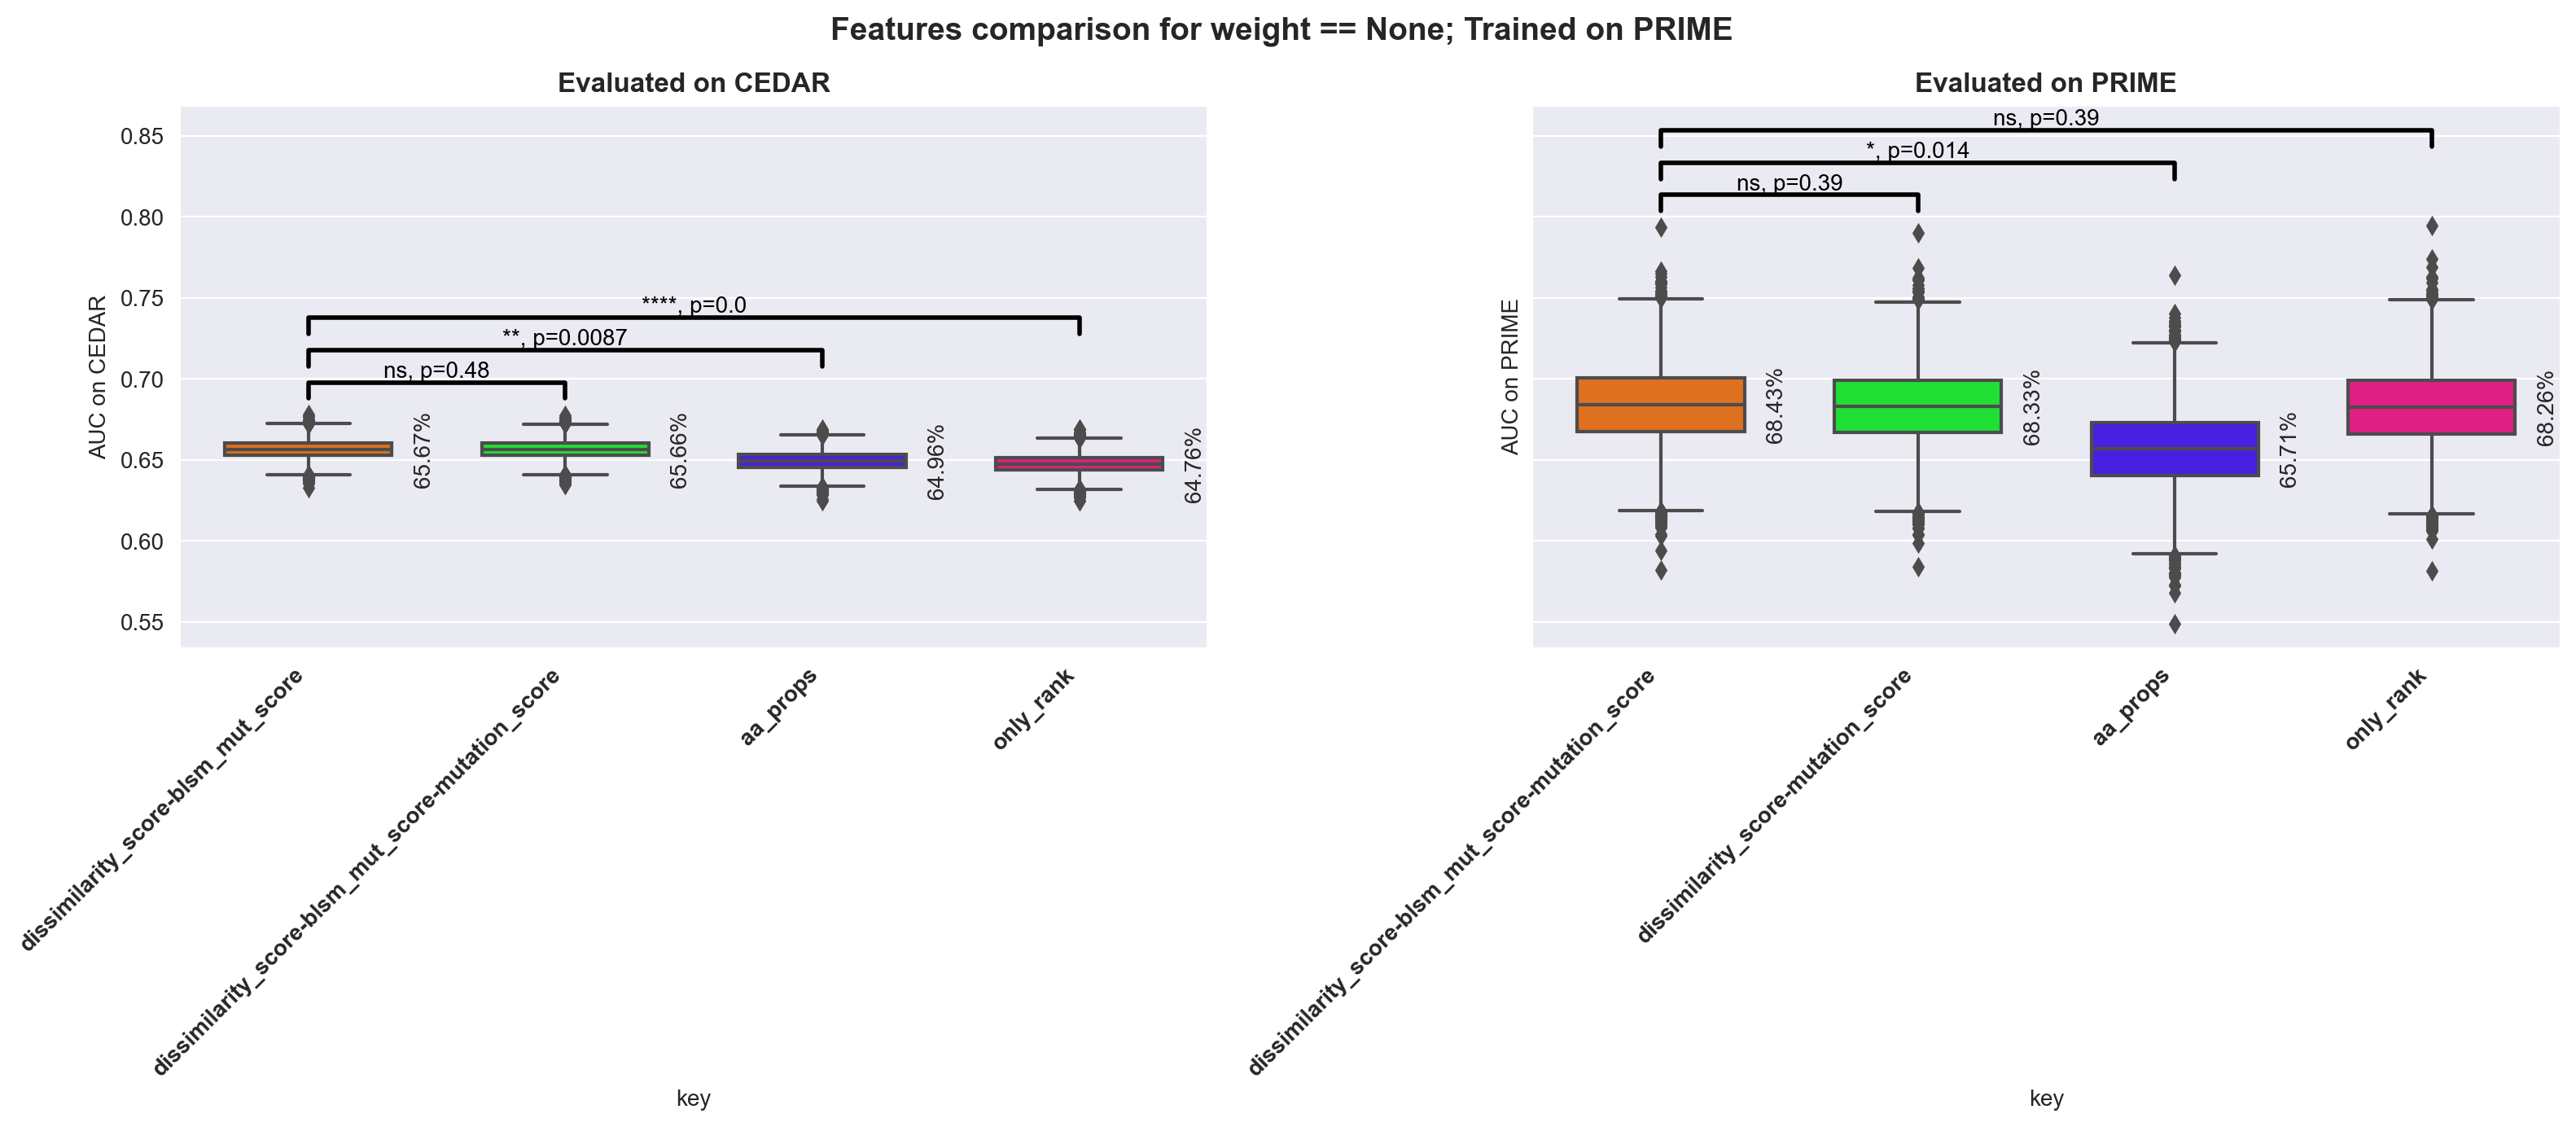 Features comparison for weight == None; Trained on PRIME
Evaluated on CEDAR
AUC on CEDAR
0.85
0.80
0.75
0.70
0.65
0.60
0.55
****, p=0.0
**, p=0.0087
ns, p=0.48
65.67%
65.66%
64.96%
64.76%
dissimilarity_score-blsm_mut_score
dissimilarity_score-blsm_mut_score-mutation_score
aa_props
only_rank
key
Evaluated on PRIME
AUC on PRIME
ns, p=0.39
*, p=0.014
ns, p=0.39
68.43%
68.33%
65.71%
68.26%
dissimilarity_score-blsm_mut_score-mutation_score
dissimilarity_score-mutation_score
aa_props
only_rank
key